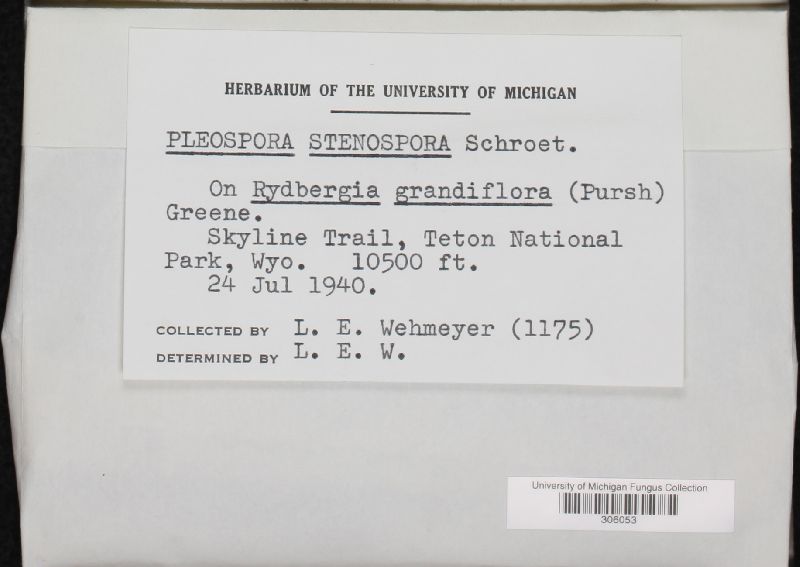 HERBARIUM OF THE UNIVERSITY OF MICHIGAN
PLEOSPORA STENOSPORA Schroet.
On Rydbergia grandiflora (Pursh)
Greene.
Skyline Trail, Teton National
Park, Wyo. 10500 ft.
24 Jul 1940.
COLLECTED BY L. E. Wehmeyer (1175)
DETERMINED BY L. E. W.
University of Michigan Fungus Collection
306053